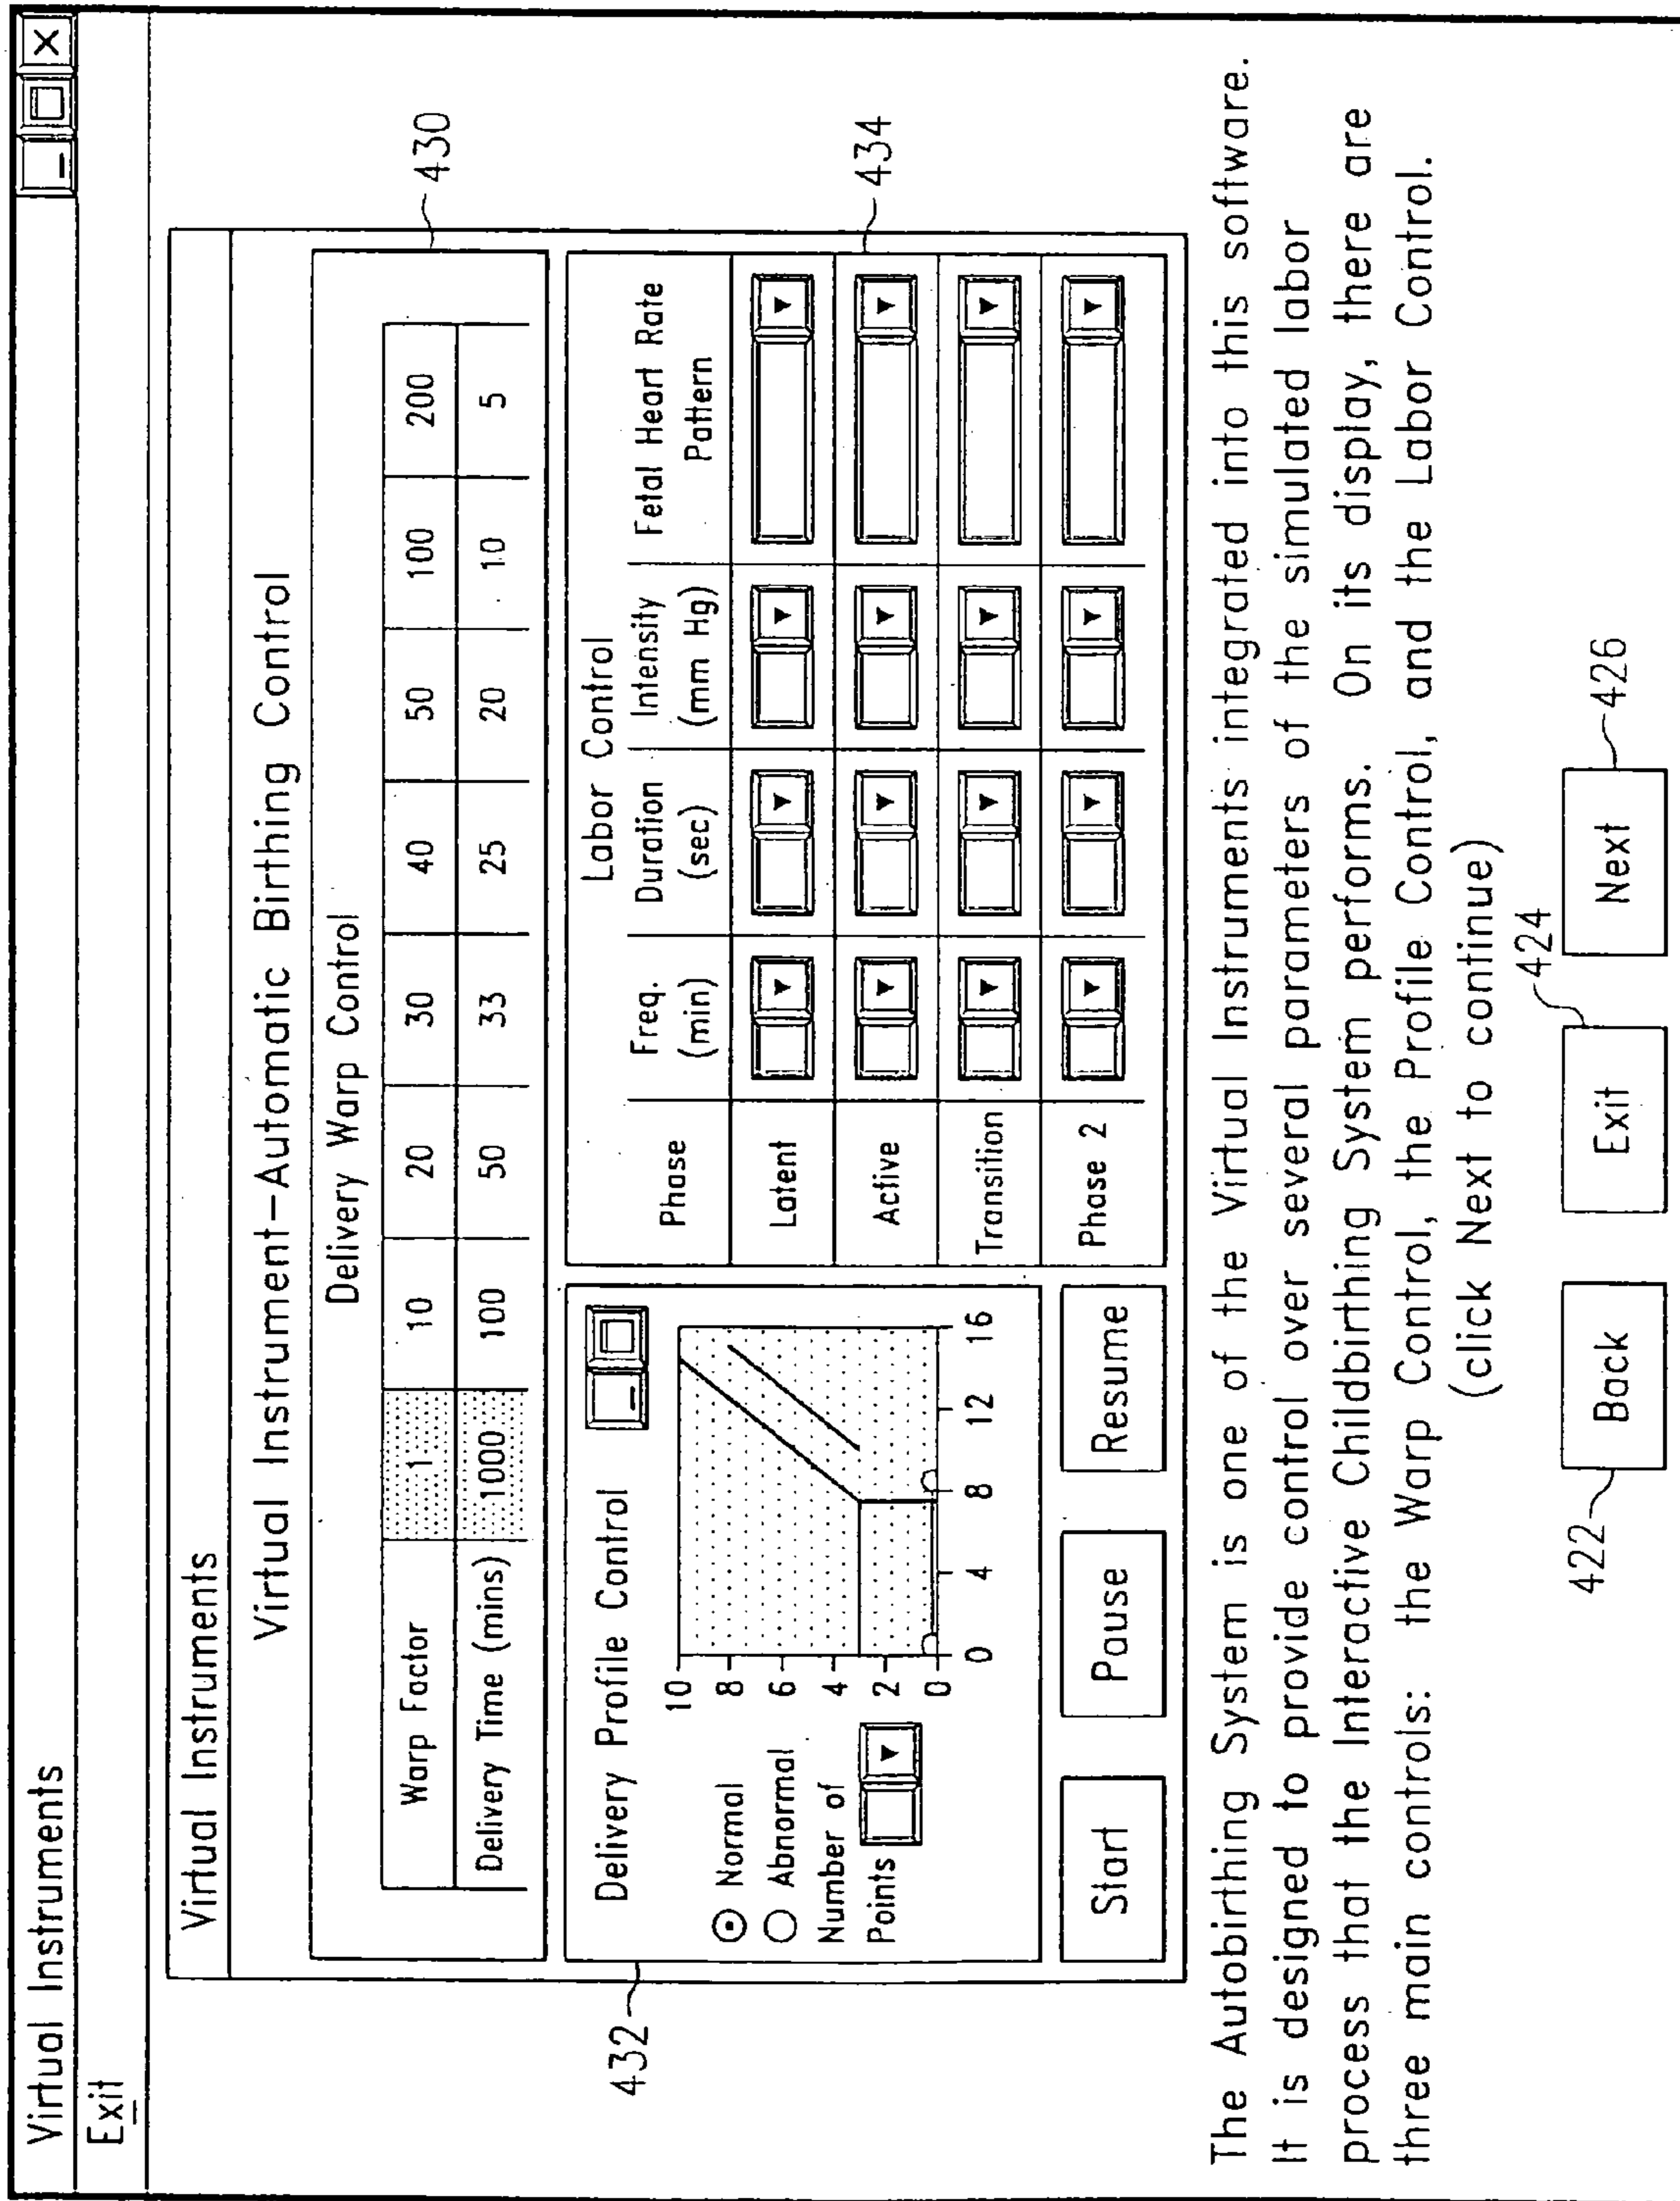 Virtual Instruments
Exit
Virtual Instruments
Virtual Instrument-Automatic Birthing Control
Delivery Warp Control
Warp Factor 1 10 20 30 40 50 100 200
Delivery Time (mins) 1000 100 50 33 25 20 10 5
430
Delivery Profile Control
Normal
Abnormal
Number of
Points
10
8
6
4
2
0
0 4 8 12 16
432
Start Pause Resume
Labor Control
Phase Freq. (min) Duration (sec) Intensity (mm Hg) Fetal Heart Rate Pattern
Latent
Active
Transition
Phase 2
434
The Autobirthing System is one of the Virtual Instruments integrated into this software.
It is designed to provide control over several parameters of the simulated labor
process that the Interactive Childbirthing System performs. On its display, there are
three main controls: the Warp Control, the Profile Control, and the Labor Control.
(click Next to continue)
422 Back
424 Exit
426 Next